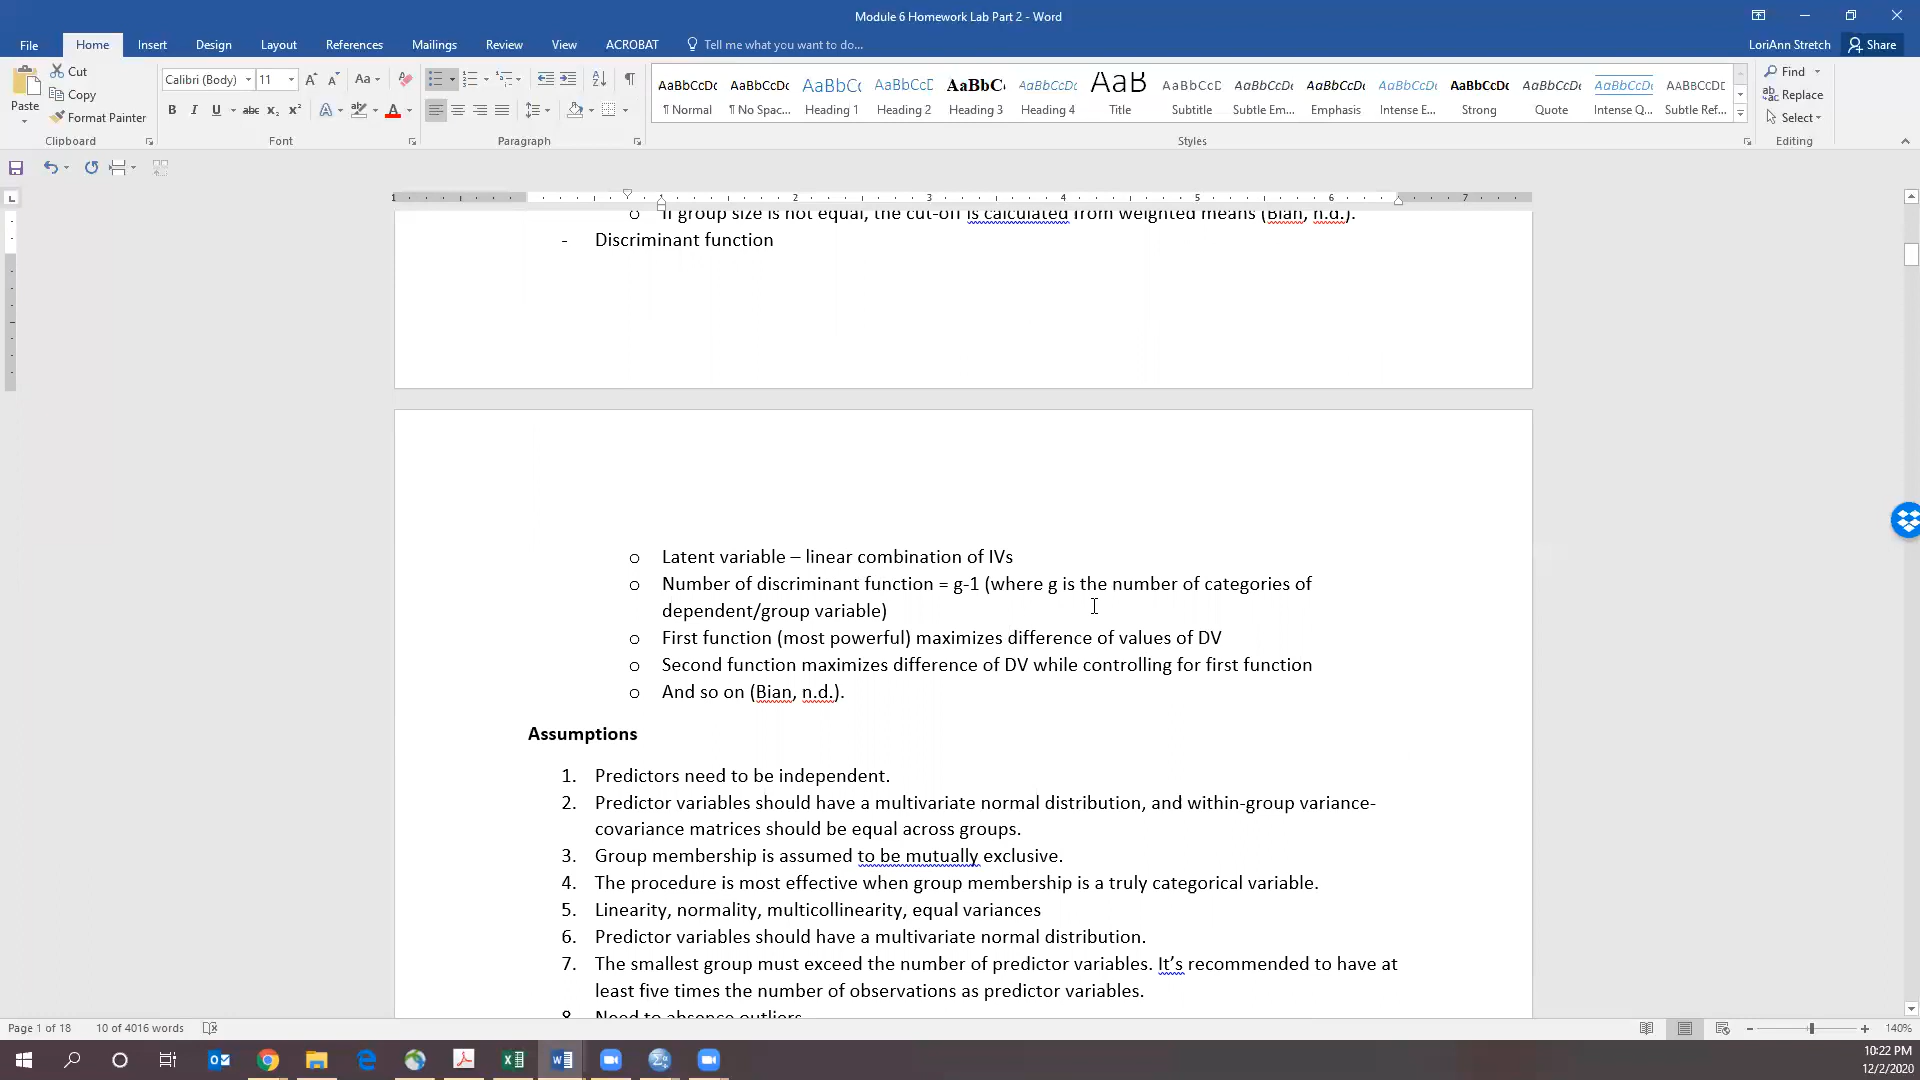 Module 6 Homework Lab Part 2 - Word
File Home Insert Design Layout References Mailings Review View ACROBAT Tell me what you want to do... LoriAnn Stretch Share
Paste Cut
Copy
Format Painter
Clipboard
Calibri (Body) 11
Font
Paragraph
AaBbCcDc AaBbCcDc AaBbCc AaBbCcD AaBbC AaBbCcDc AaB AaBbCcD AaBbCcDc AaBbCcDc AaBbCcDc AaBbCcDc AaBbCcDc AaBbCcDc AABBCCDC
¶ Normal ¶ No Spac... Heading 1 Heading 2 Heading 3 Heading 4 Title Subtitle Subtle Em... Emphasis Intense E... Strong Quote Intense Q... Subtle Ref...
Styles
Find
Replace
Select
Editing
1 1 2 3 4 5 6 7
o If group size is not equal, the cut-off is calculated from weighted means (Bian, n.d.).
- Discriminant function
o Latent variable – linear combination of IVs
o Number of discriminant function = g-1 (where g is the number of categories of
dependent/group variable)
o First function (most powerful) maximizes difference of values of DV
o Second function maximizes difference of DV while controlling for first function
o And so on (Bian, n.d.).
Assumptions
1. Predictors need to be independent.
2. Predictor variables should have a multivariate normal distribution, and within-group variance-
covariance matrices should be equal across groups.
3. Group membership is assumed to be mutually exclusive.
4. The procedure is most effective when group membership is a truly categorical variable.
5. Linearity, normality, multicollinearity, equal variances
6. Predictor variables should have a multivariate normal distribution.
7. The smallest group must exceed the number of predictor variables. It's recommended to have at
least five times the number of observations as predictor variables.
8. Need to absence outliers
Page 1 of 18 10 of 4016 words 140%
10:22 PM
12/2/2020